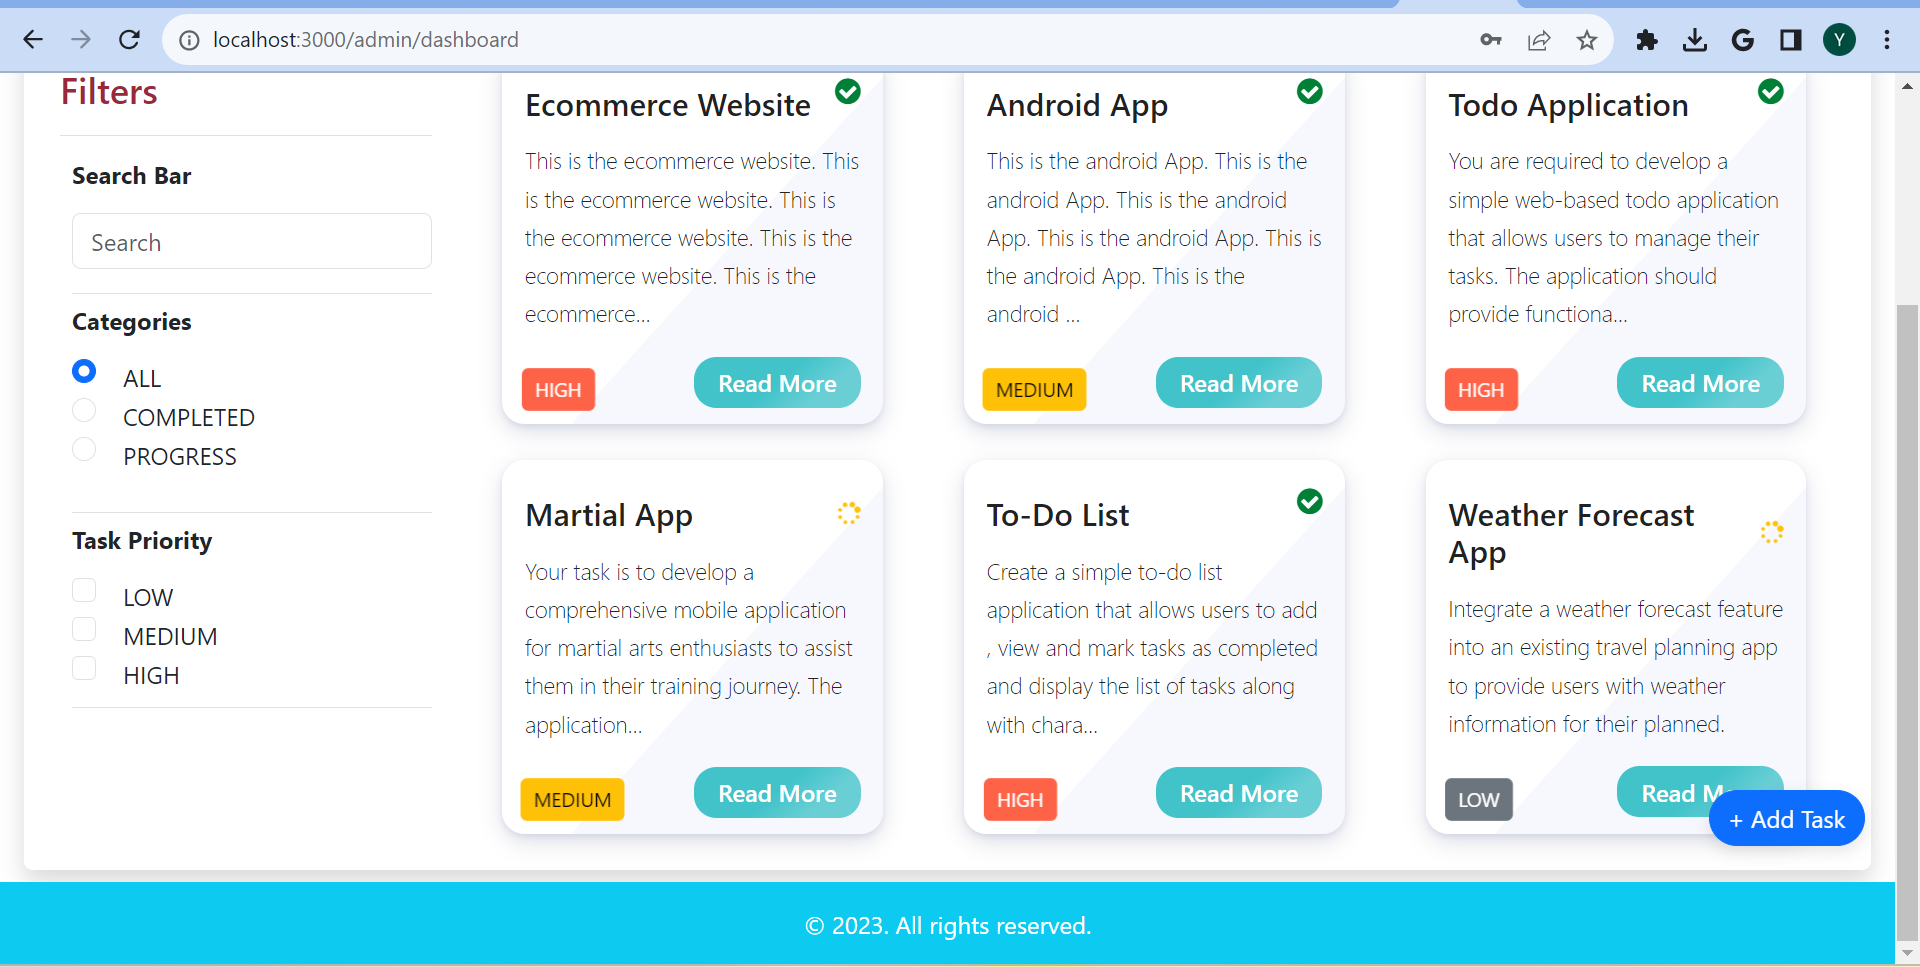 localhost:3000/admin/dashboard
Y
Filters
Search Bar
Search
Categories
ALL
COMPLETED
PROGRESS
Task Priority
LOW
MEDIUM
HIGH
Ecommerce Website
This is the ecommerce website. This
is the ecommerce website. This is
the ecommerce website. This is the
ecommerce website. This is the
ecommerce...
HIGH
Read More
Android App
This is the android App. This is the
android App. This is the android
App. This is the android App. This is
the android App. This is the
android ...
MEDIUM
Read More
Todo Application
You are required to develop a
simple web-based todo application
that allows users to manage their
tasks. The application should
provide functiona...
HIGH
Read More
Martial App
Your task is to develop a
comprehensive mobile application
for martial arts enthusiasts to assist
them in their training journey. The
application...
MEDIUM
Read More
To-Do List
Create a simple to-do list
application that allows users to add
, view and mark tasks as completed
and display the list of tasks along
with chara...
HIGH
Read More
Weather Forecast
App
Integrate a weather forecast feature
into an existing travel planning app
to provide users with weather
information for their planned.
LOW
Read M
+ Add Task
© 2023. All rights reserved.